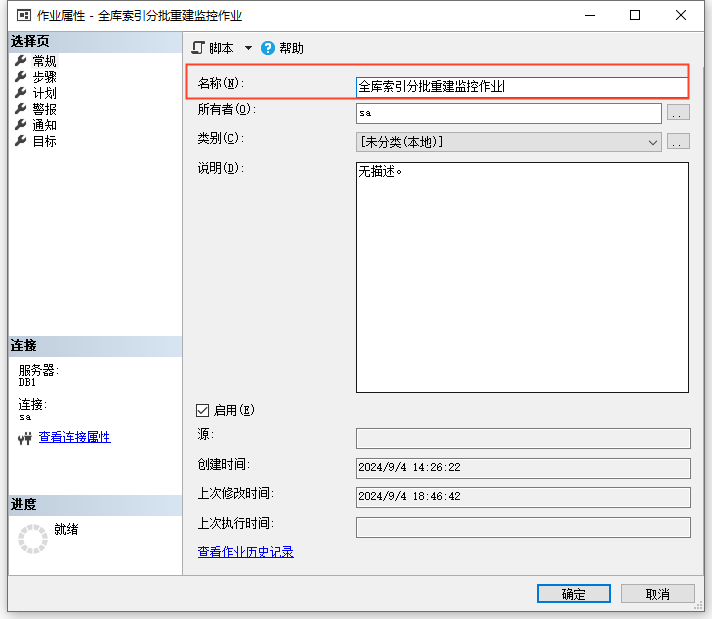 作业属性 - 全库索引分批重建监控作业
选择页
常规
步骤
计划
警报
通知
目标
脚本
帮助
名称(N):
全库索引分批重建监控作业
所有者(O):
sa
..
类别(C):
[未分类(本地)]
..
说明(D):
无描述。
启用(E)
源:
创建时间:
2024/9/4 14:26:22
上次修改时间:
2024/9/4 18:46:42
上次执行时间:
查看作业历史记录
连接
服务器:
DB1
连接:
sa
查看连接属性
进度
就绪
确定
取消